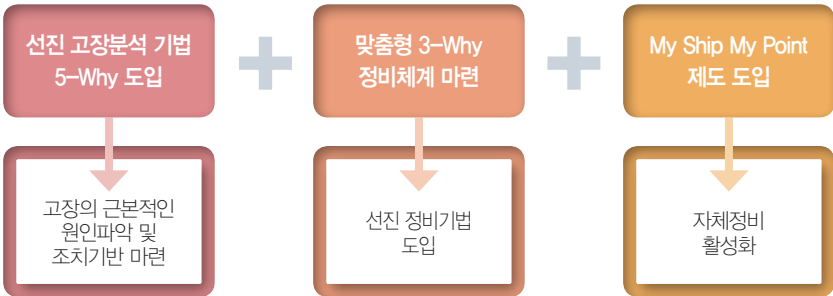 선진 고장분석 기법
5-Why 도입
맞춤형 3-Why
정비체계 마련
My Ship My Point
제도 도입
고장의 근본적인
원인파악 및
조치기반 마련
선진 정비기법
도입
자체정비
활성화